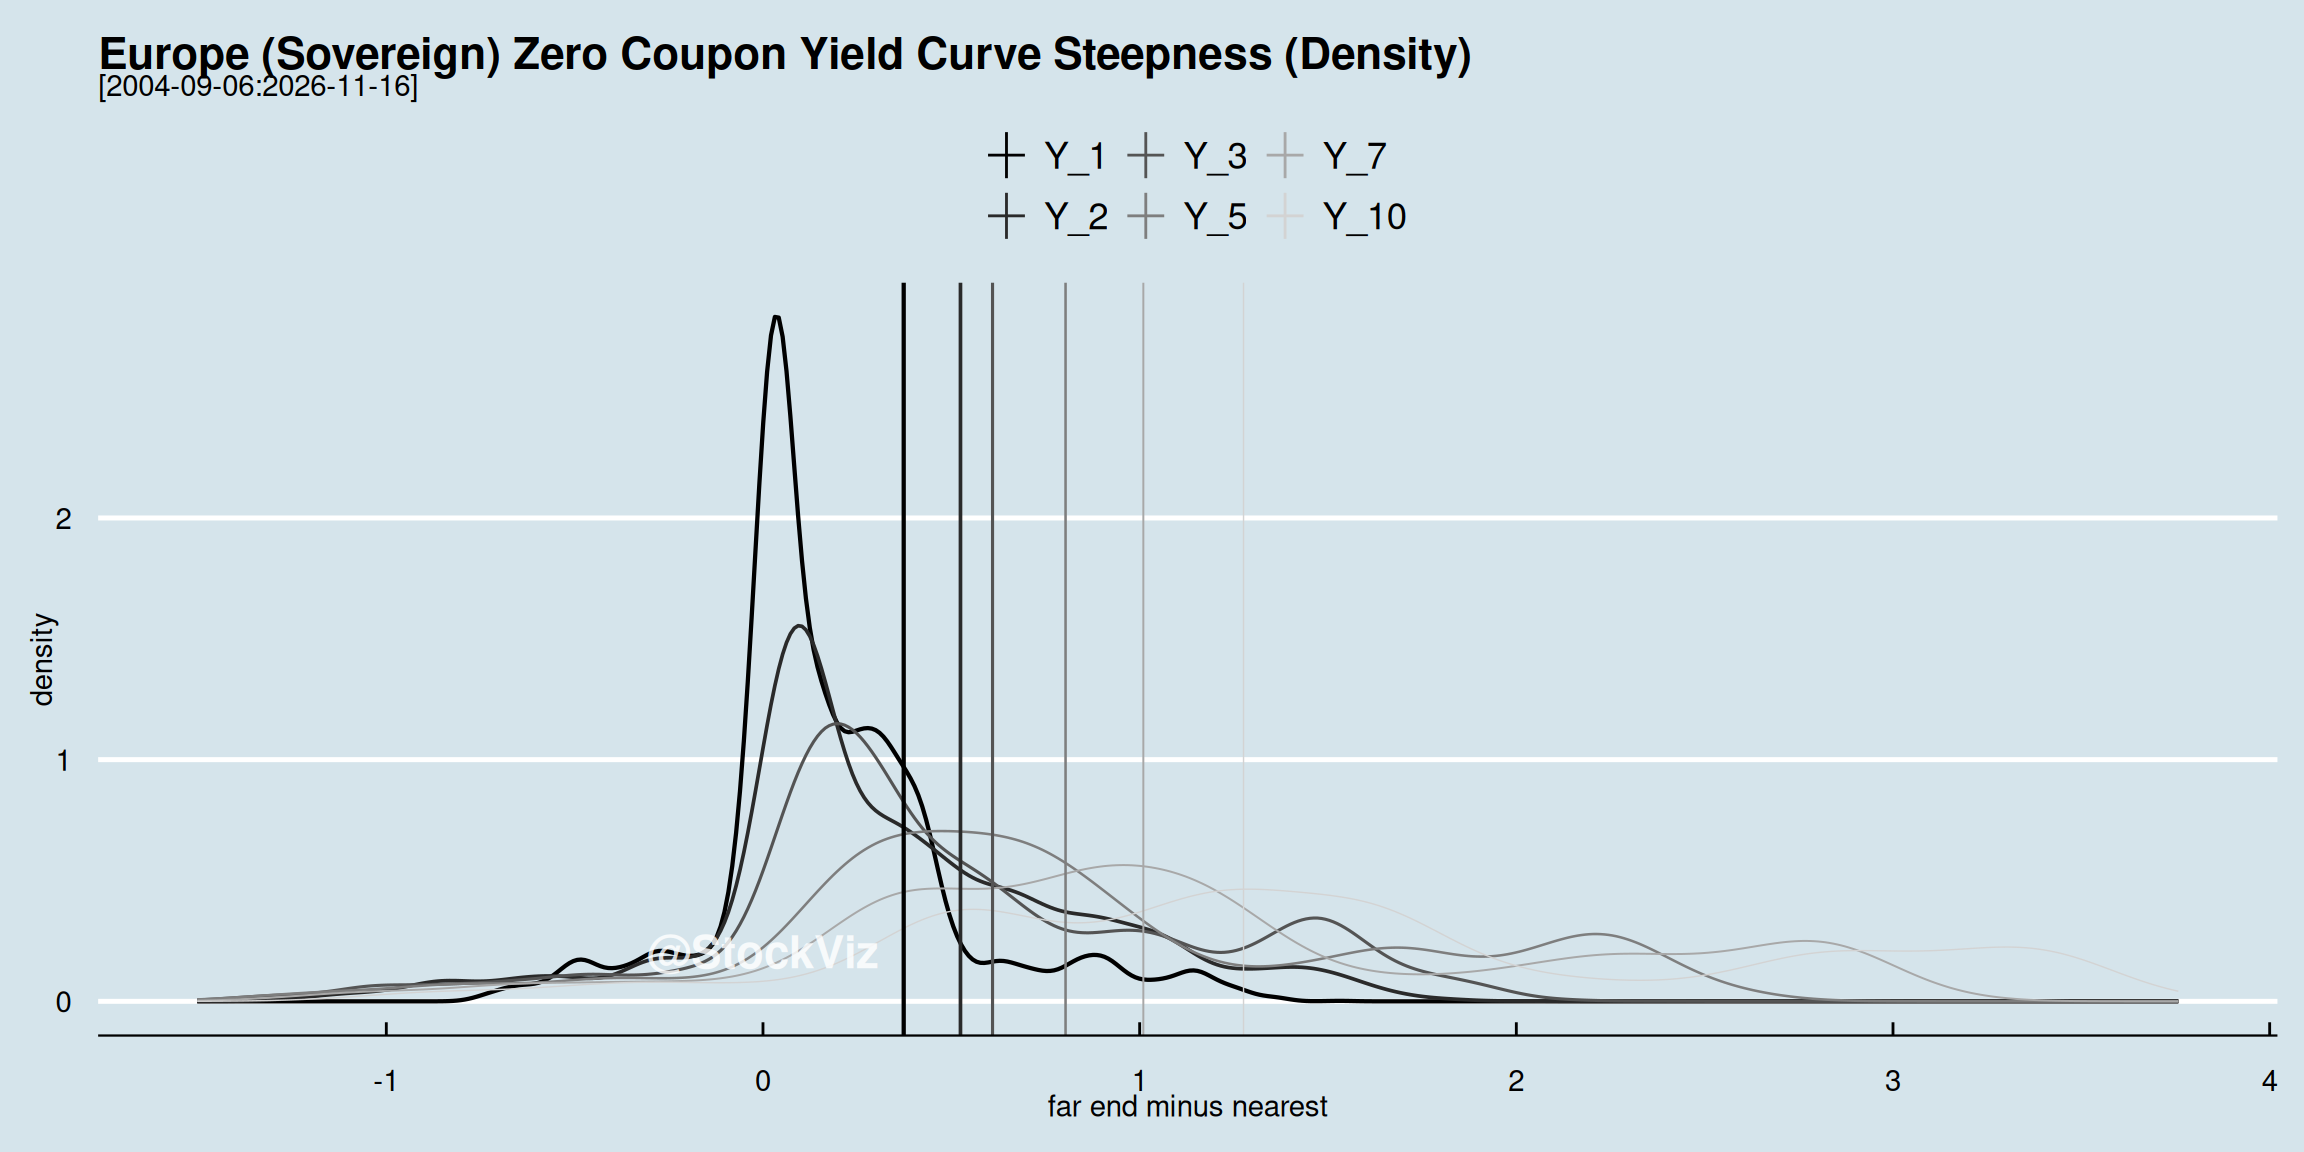 Europe (Sovereign) Zero Coupon Yield Curve Steepness (Density)
[2004-09-06:2026-11-16]
Y_1 Y_3 Y_7
Y_2 Y_5 Y_10
2
1
0
density
@StockViz
-1 0 1 2 3 4
far end minus nearest